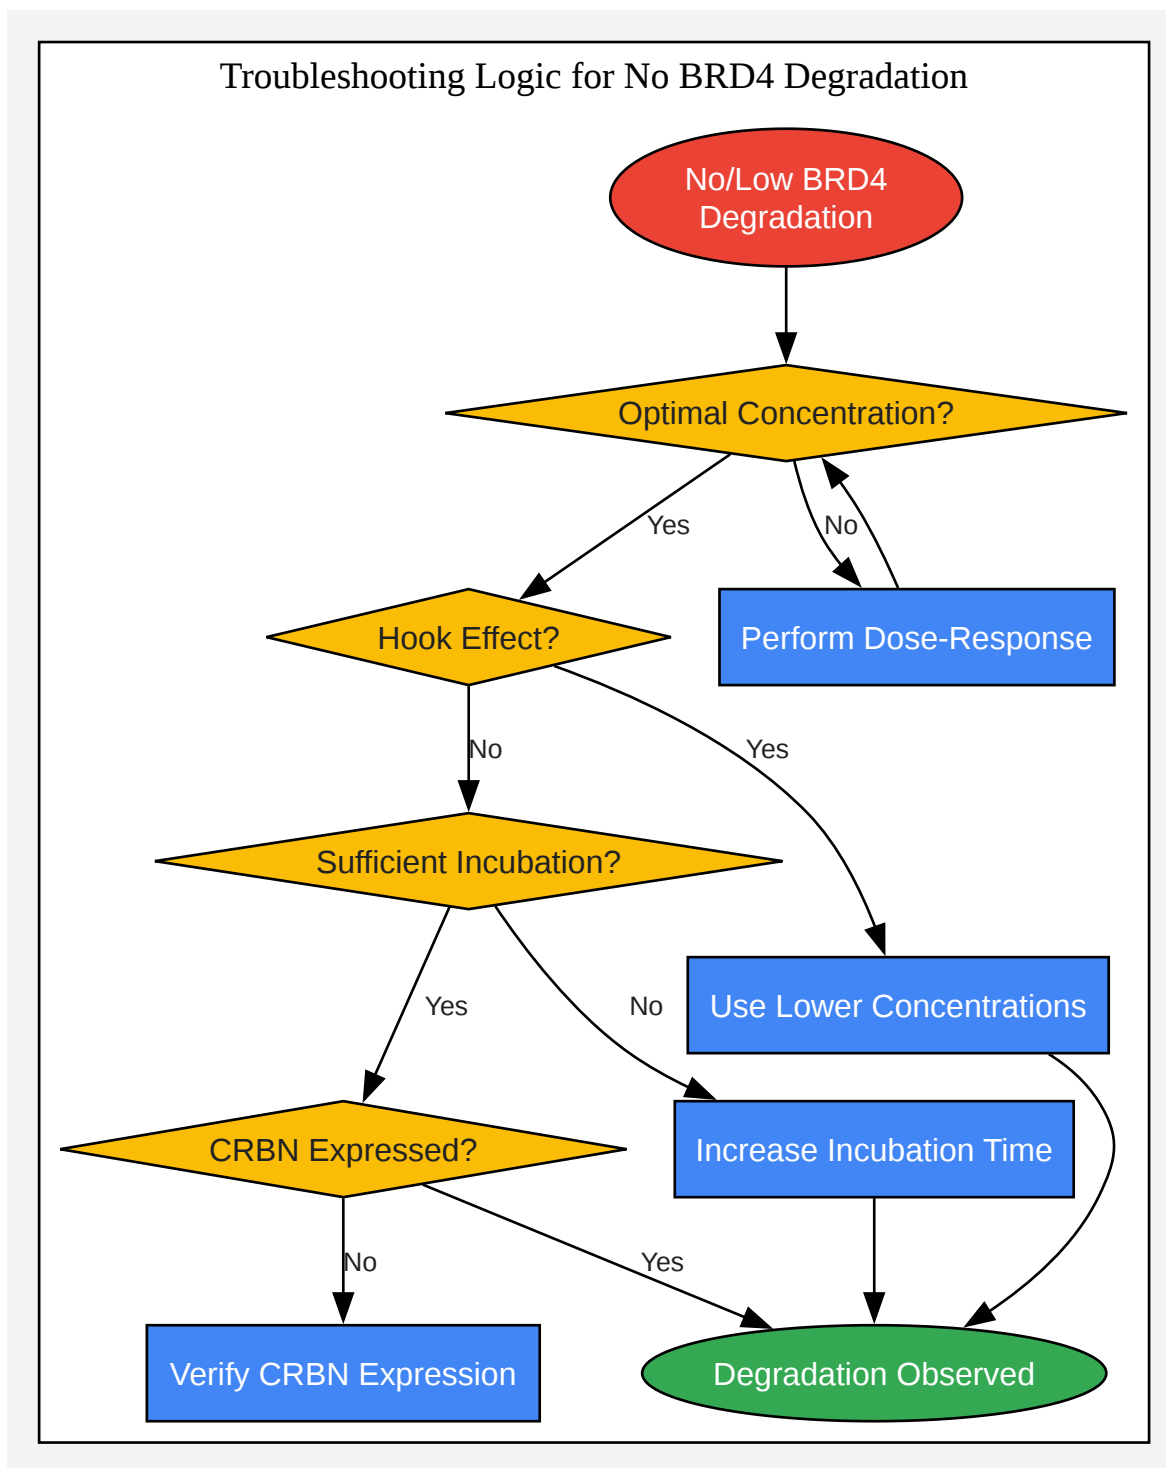 Troubleshooting Logic for No BRD4 Degradation
No/Low BRD4
Degradation
Optimal Concentration?
Yes
No
Hook Effect?
Perform Dose-Response
No
Yes
Sufficient Incubation?
Yes
No
Use Lower Concentrations
CRBN Expressed?
Increase Incubation Time
No
Yes
Verify CRBN Expression
Degradation Observed